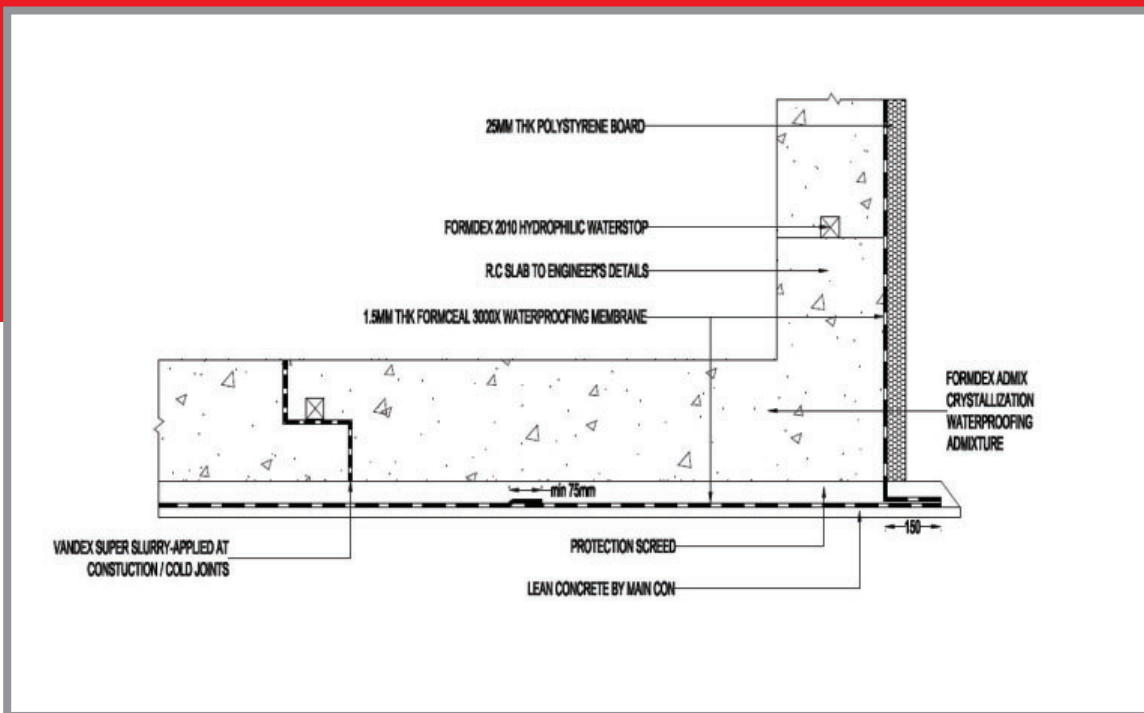 25MM THK POLYSTYRENE BOARD
FORMDEX 2010 HYDROPHILIC WATERSTOP
R.C SLAB TO ENGINEER'S DETAILS
1.5MM THK FORMCEAL 3000X WATERPROOFING MEMBRANE
FORMDEX ADMIX
CRYSTALLIZATION
WATERPROOFING
ADMIXTURE
min 75mm
150
VANDEX SUPER SLURRY-APPLIED AT
CONSTUCTION / COLD JOINTS
PROTECTION SCREED
LEAN CONCRETE BY MAIN CON